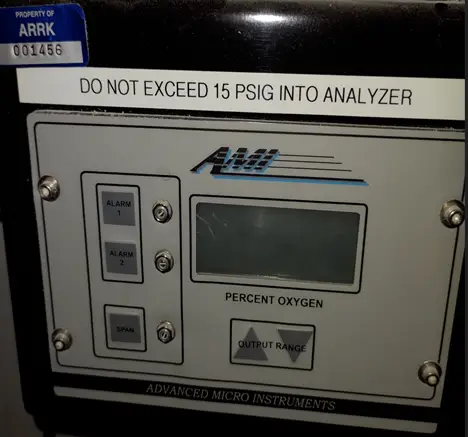 PROPERTY OF
ARRK
001456
DO NOT EXCEED 15 PSIG INTO ANALYZER
AMI
ALARM
1
ALARM
2
PERCENT OXYGEN
SPAN
OUTPUT RANGE
ADVANCED MICRO INSTRUMENTS